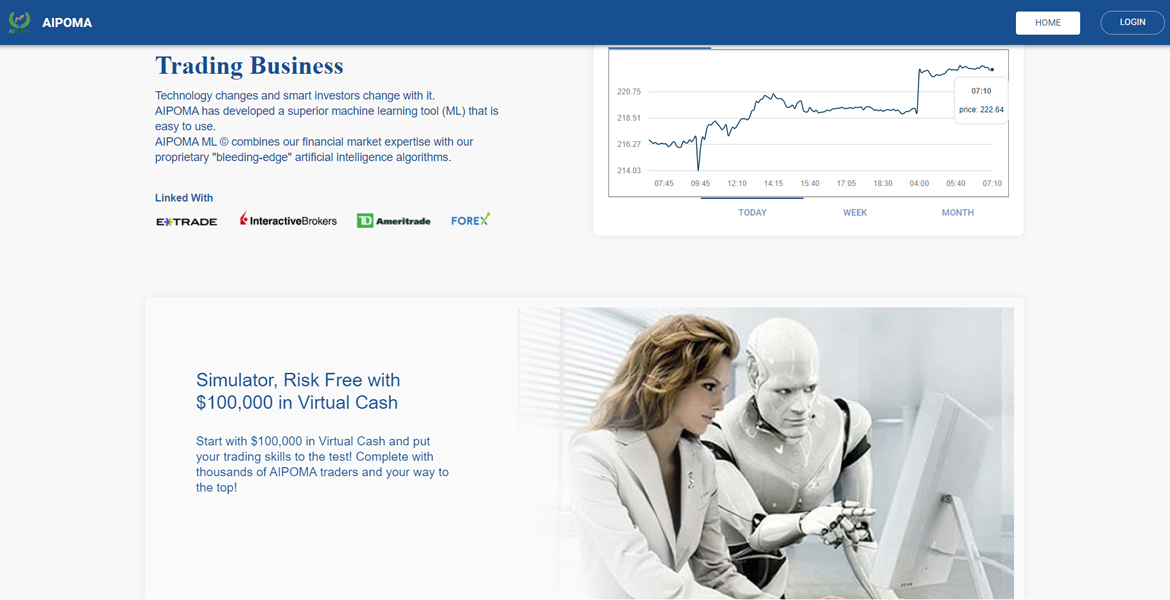 AIPOMA
HOME
LOGIN
Trading Business
Technology changes and smart investors change with it.
AIPOMA has developed a superior machine learning tool (ML) that is
easy to use.
AIPOMA ML © combines our financial market expertise with our
proprietary "bleeding-edge" artificial intelligence algorithms.
Linked With
E*TRADE
InteractiveBrokers
TD Ameritrade
FOREX
220.75
218.51
216.27
214.03
07:45 09:45 12:10 14:15 15:40 17:05 18:30 04:00 05:40 07:10
07:10
price: 222.64
TODAY
WEEK
MONTH
Simulator, Risk Free with
$100,000 in Virtual Cash
Start with $100,000 in Virtual Cash and put
your trading skills to the test! Complete with
thousands of AIPOMA traders and your way to
the top!